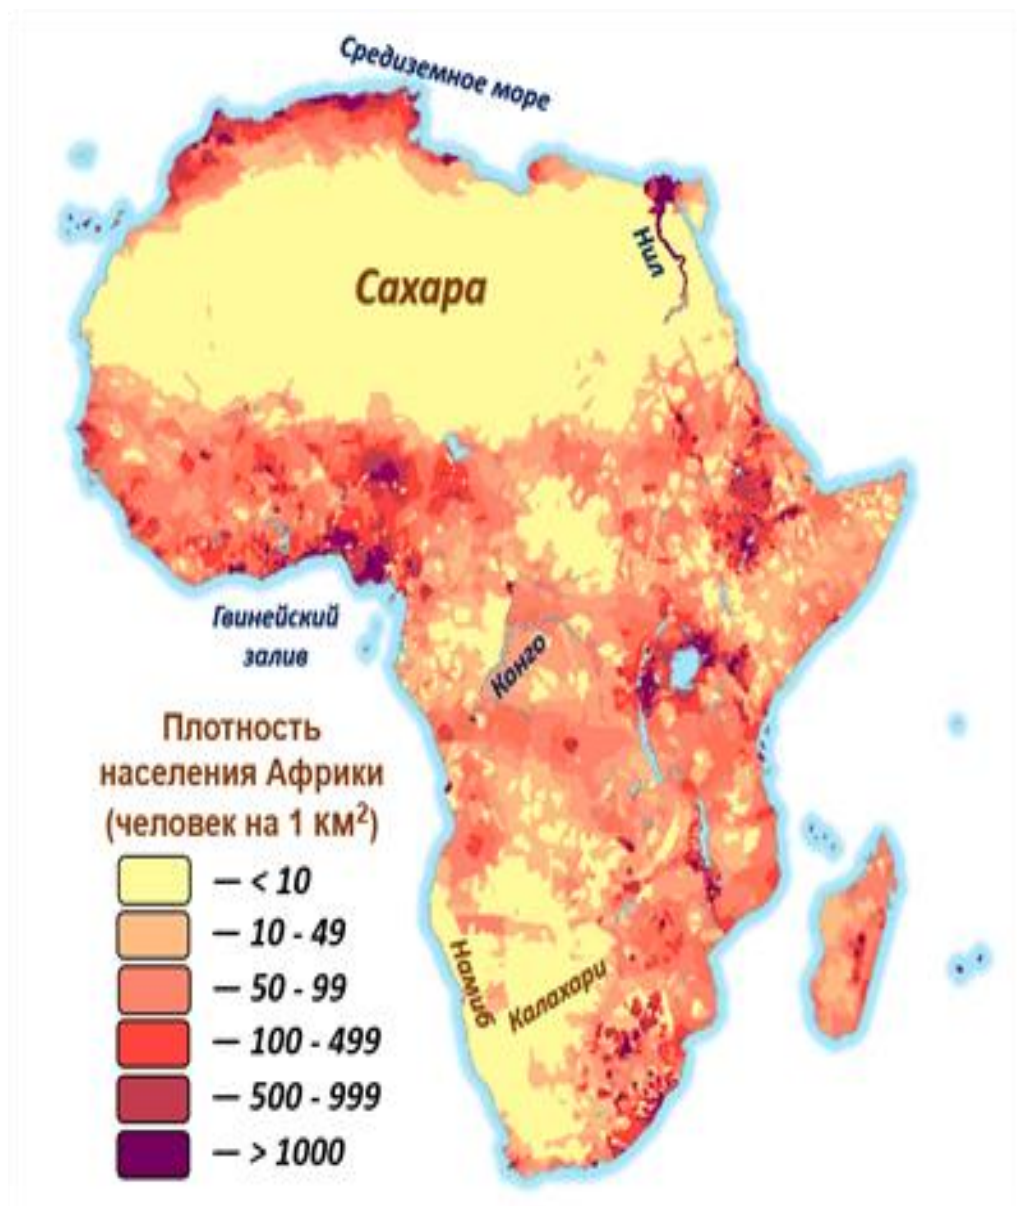 Средиземное море
Нил
Сахара
Гвинейский
залив
Конго
Плотность
населения Африки
(человек на 1 км²)
— < 10
— 10 - 49
— 50 - 99
— 100 - 499
— 500 - 999
— > 1000
Намиб
Калахари